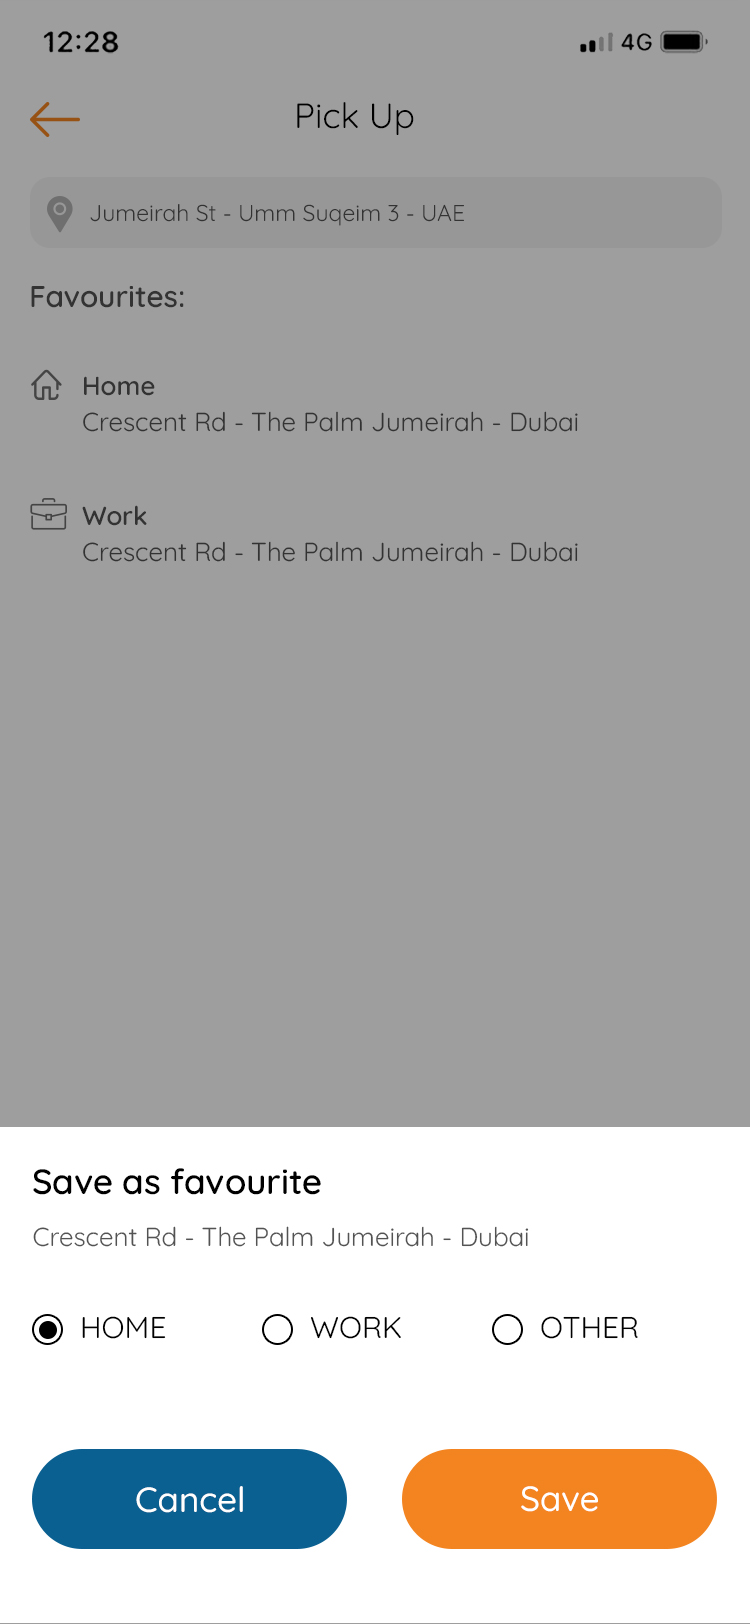 12:28
4G
Pick Up
Jumeirah St - Umm Suqeim 3 - UAE
Favourites:
Home
Crescent Rd - The Palm Jumeirah - Dubai
Work
Crescent Rd - The Palm Jumeirah - Dubai
Save as favourite
Crescent Rd - The Palm Jumeirah - Dubai
HOME WORK OTHER
Cancel Save